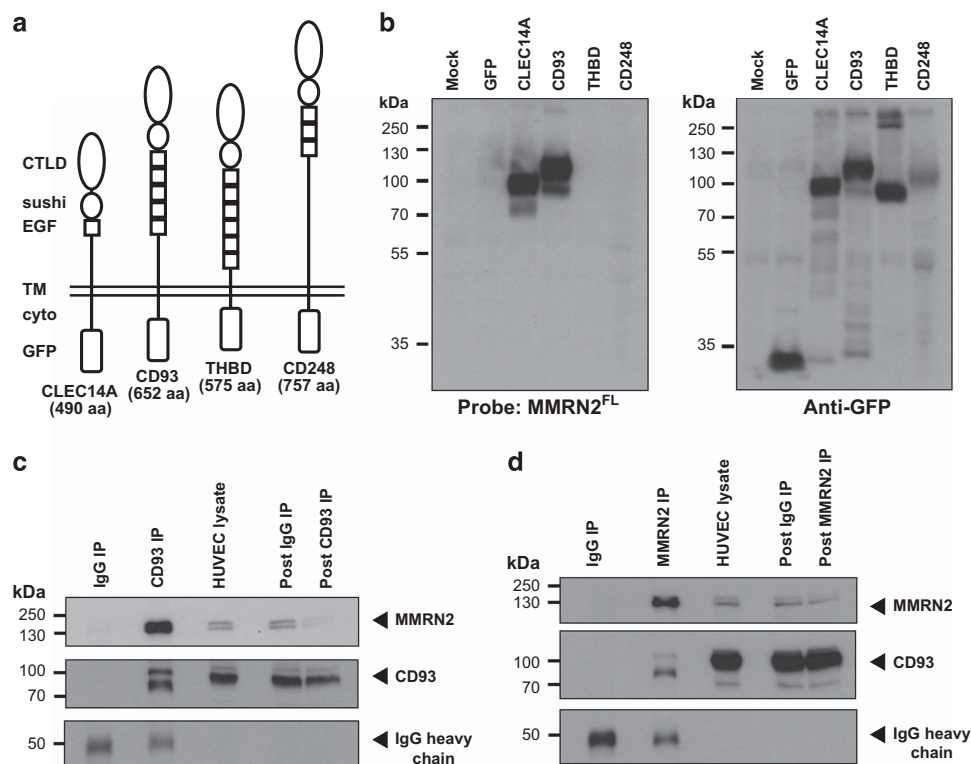 a
CTLD
sushi
EGF
TM
cyto
GFP
CLEC14A
(490 aa)
CD93
(652 aa)
THBD
(575 aa)
CD248
(757 aa)
b
Mock
GFP
CLEC14A
CD93
THBD
CD248
kDa
250
130
100
70
55
35
Probe: MMRN2FL
Mock
GFP
CLEC14A
CD93
THBD
CD248
kDa
250
130
100
70
55
35
Anti-GFP
c
IgG IP
CD93 IP
HUVEC lysate
Post IgG IP
Post CD93 IP
kDa
250
130
MMRN2
100
70
CD93
50
IgG heavy
chain
d
IgG IP
MMRN2 IP
HUVEC lysate
Post IgG IP
Post MMRN2 IP
kDa
250
130
MMRN2
100
70
CD93
50
IgG heavy
chain